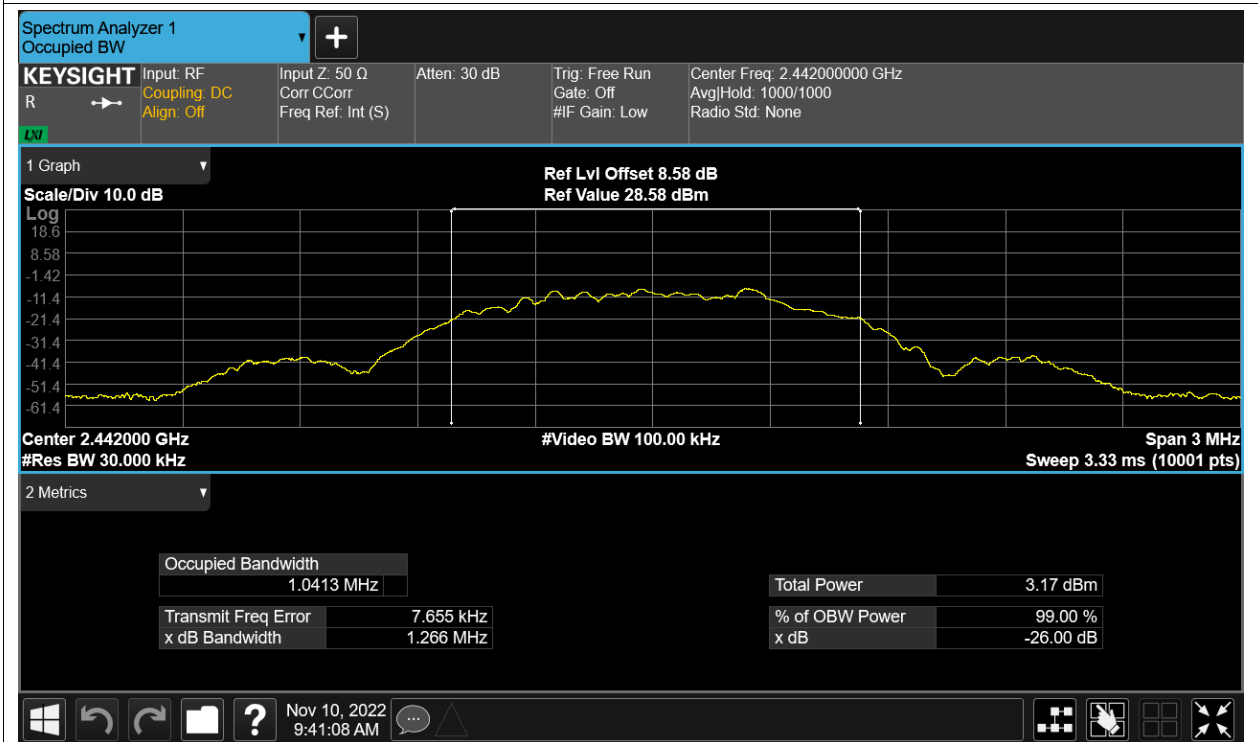 Spectrum Analyzer 1
Occupied BW
KEYSIGHT
R
LXI
Input: RF
Coupling: DC
Align: Off
Input Z: 50 Ω
Corr CCorr
Freq Ref: Int (S)
Atten: 30 dB
Trig: Free Run
Gate: Off
#IF Gain: Low
Center Freq: 2.442000000 GHz
Avg|Hold: 1000/1000
Radio Std: None
1 Graph
Scale/Div 10.0 dB
Ref Lvl Offset 8.58 dB
Ref Value 28.58 dBm
Log
18.6
8.58
-1.42
-11.4
-21.4
-31.4
-41.4
-51.4
-61.4
Center 2.442000 GHz
#Video BW 100.00 kHz
Span 3 MHz
#Res BW 30.000 kHz
Sweep 3.33 ms (10001 pts)
2 Metrics
Occupied Bandwidth
1.0413 MHz
Total Power 3.17 dBm
Transmit Freq Error 7.655 kHz
% of OBW Power 99.00 %
x dB Bandwidth 1.266 MHz
x dB -26.00 dB
?
Nov 10, 2022
9:41:08 AM